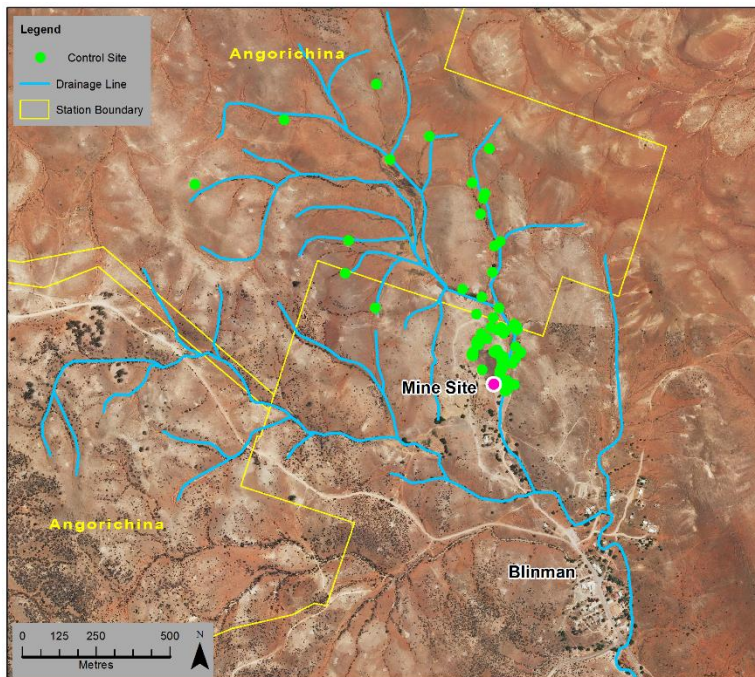 Legend
Control Site
Drainage Line
Station Boundary
Angorichina
Mine Site
Angorichina
Blinman
0 125 250 500
Metres
N